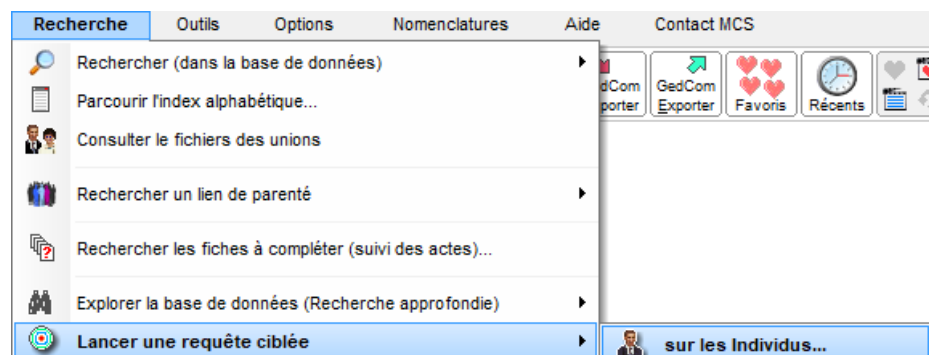 Recherche Outils Options Nomenclatures Aide Contact MCS
Rechercher (dans la base de données)
Parcourir l'index alphabétique...
Consulter le fichiers des unions
Rechercher un lien de parenté
Rechercher les fiches à compléter (suivi des actes)...
Explorer la base de données (Recherche approfondie)
Lancer une requête ciblée
sur les Individus...
dCom
porter
GedCom
Exporter
Favoris
Récents